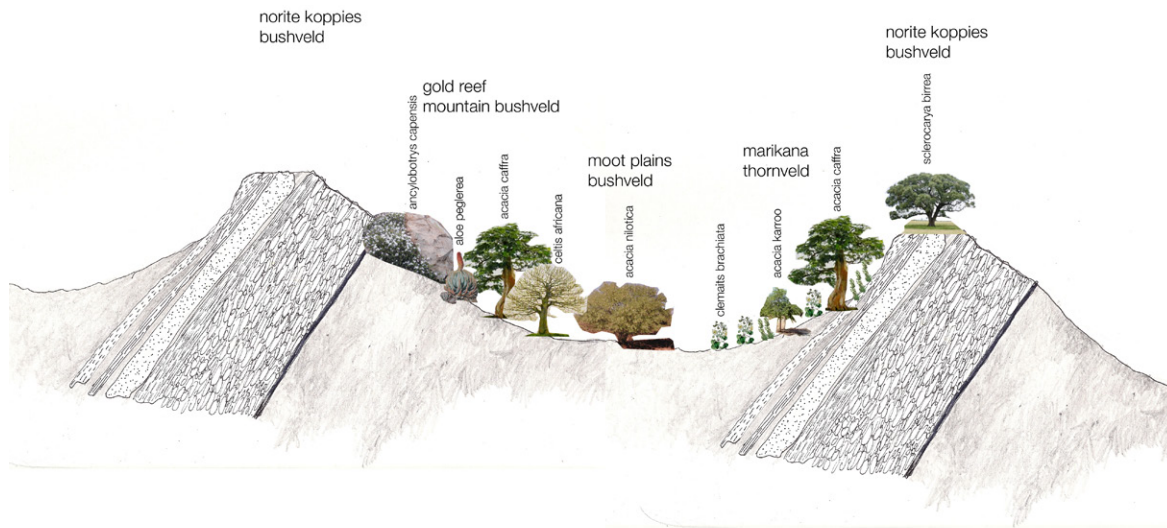 norite koppies
bushveld
gold reef
mountain bushveld
ancylobotrys capensis
aloe peglerea
acacia caffra
celtis africana
moot plains
bushveld
acacia nilotica
clemaits brachiata
marikana
thornveld
acacia karroo
acacia caffra
norite koppies
bushveld
sclerocarya birrea